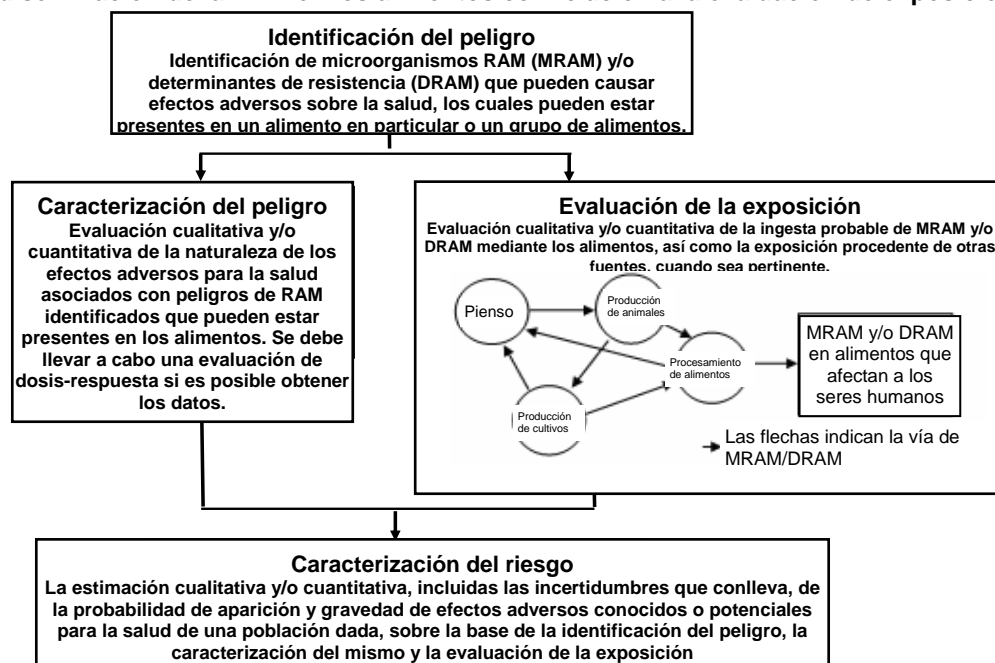 Identificación del peligro
Identificación de microorganismos RAM (MRAM) y/o
determinantes de resistencia (DRAM) que pueden causar
efectos adversos sobre la salud, los cuales pueden estar
presentes en un alimento en particular o un grupo de alimentos.
Caracterización del peligro
Evaluación cualitativa y/o
cuantitativa de la naturaleza de los
efectos adversos para la salud
asociados con peligros de RAM
identificados que pueden estar
presentes en los alimentos. Se debe
llevar a cabo una evaluación de
dosis-respuesta si es posible obtener
los datos.
Evaluación de la exposición
Evaluación cualitativa y/o cuantitativa de la ingesta probable de MRAM y/o
DRAM mediante los alimentos, así como la exposición procedente de otras
fuentes, cuando sea pertinente.
Pienso
Producción
de animales
Procesamiento
de alimentos
Producción
de cultivos
MRAM y/o DRAM
en alimentos que
afectan a los
seres humanos
Las flechas indican la vía de
MRAM/DRAM
Caracterización del riesgo
La estimación cualitativa y/o cuantitativa, incluidas las incertidumbres que conlleva, de
la probabilidad de aparición y gravedad de efectos adversos conocidos o potenciales
para la salud de una población dada, sobre la base de la identificación del peligro, la
caracterización del mismo y la evaluación de la exposición